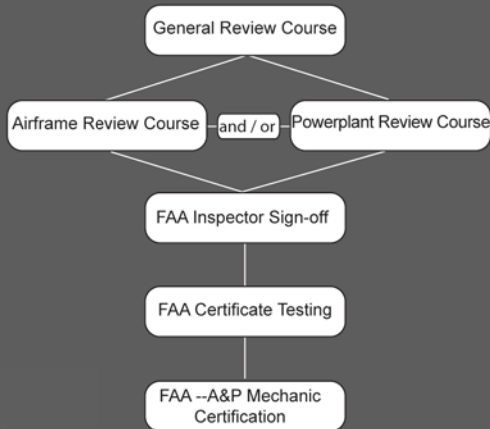 General Review Course
Airframe Review Course
and / or
Powerplant Review Course
FAA Inspector Sign-off
FAA Certificate Testing
FAA --A&P Mechanic
Certification